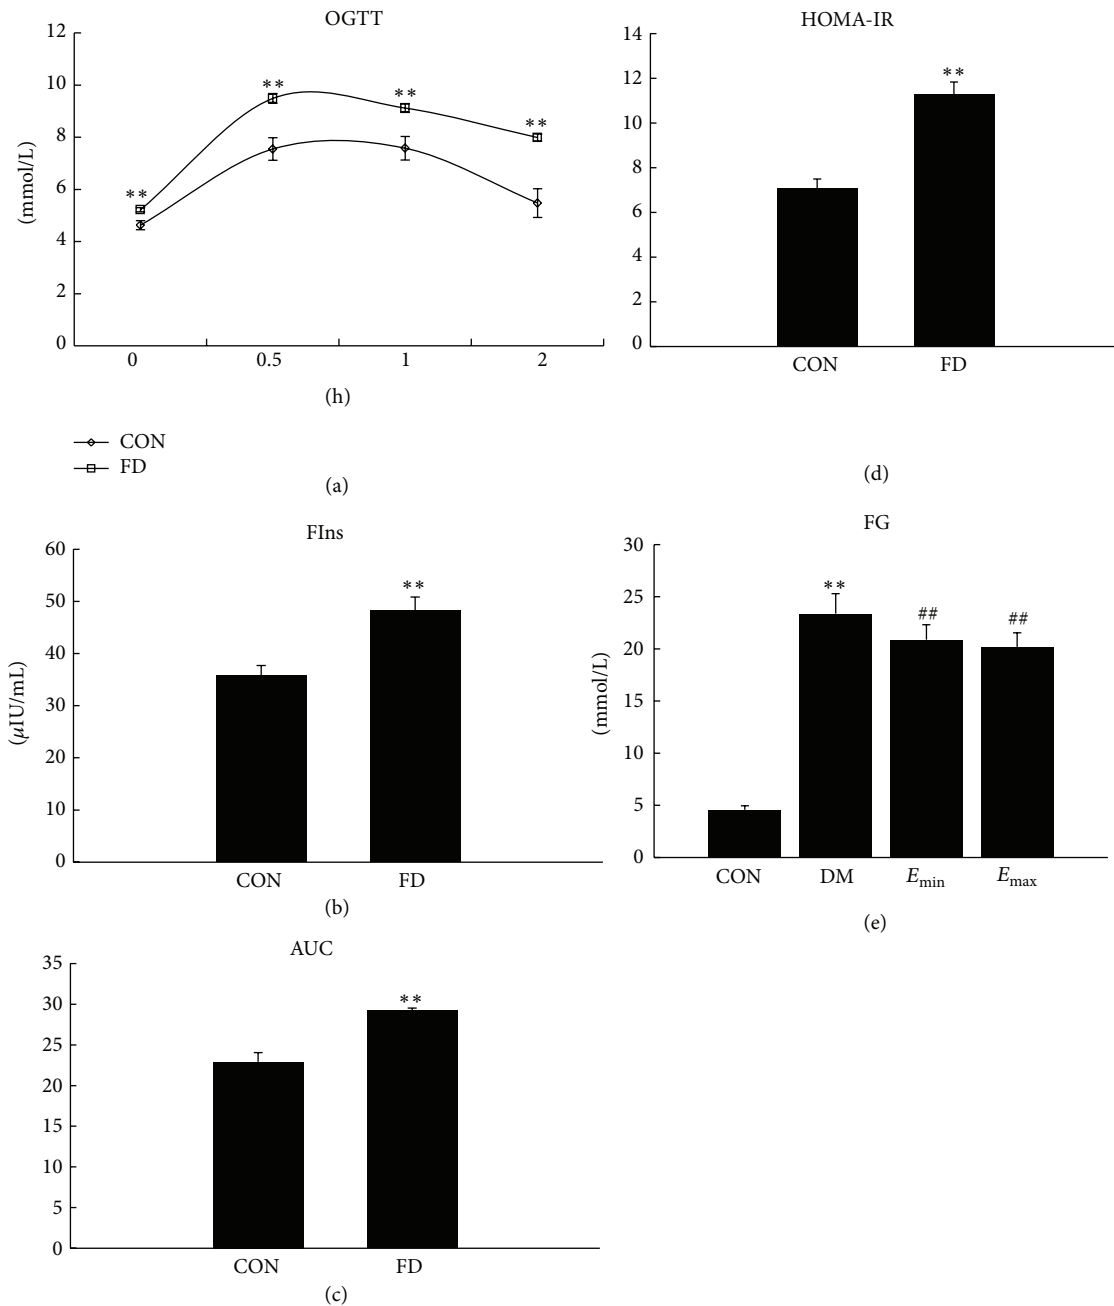 OGTT
12
10
8
6
4
2
0
(mmol/L)
**
**
**
**
0 0.5 1 2
(h)
CON
FD
(a)
FIns
60
50
40
30
20
10
0
(μIU/mL)
**
CON FD
(b)
AUC
35
30
25
20
15
10
5
0
**
CON FD
(c)
HOMA-IR
14
12
10
8
6
4
2
0
**
CON FD
(d)
FG
30
25
20
15
10
5
0
(mmol/L)
**
##
##
CON DM Emin Emax
(e)